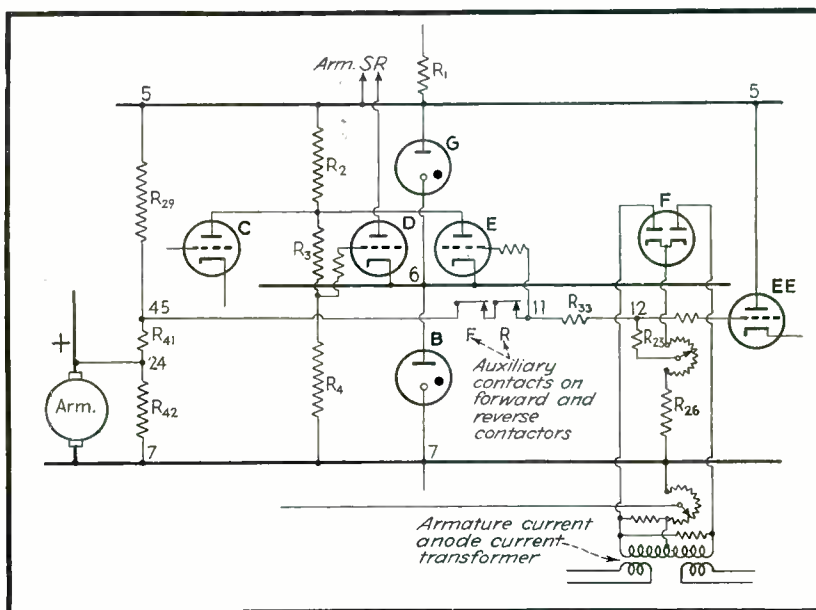 Arm. SR
R1
5
5
G
R2
R29
C
D
E
F
R3
6
EE
45
11
R33
12
R41
F
R
R23
24
Auxiliary
contacts on
forward and
reverse
contactors
B
R4
R26
+
Arm.
R42
7
7
Armature current
anode current
transformer